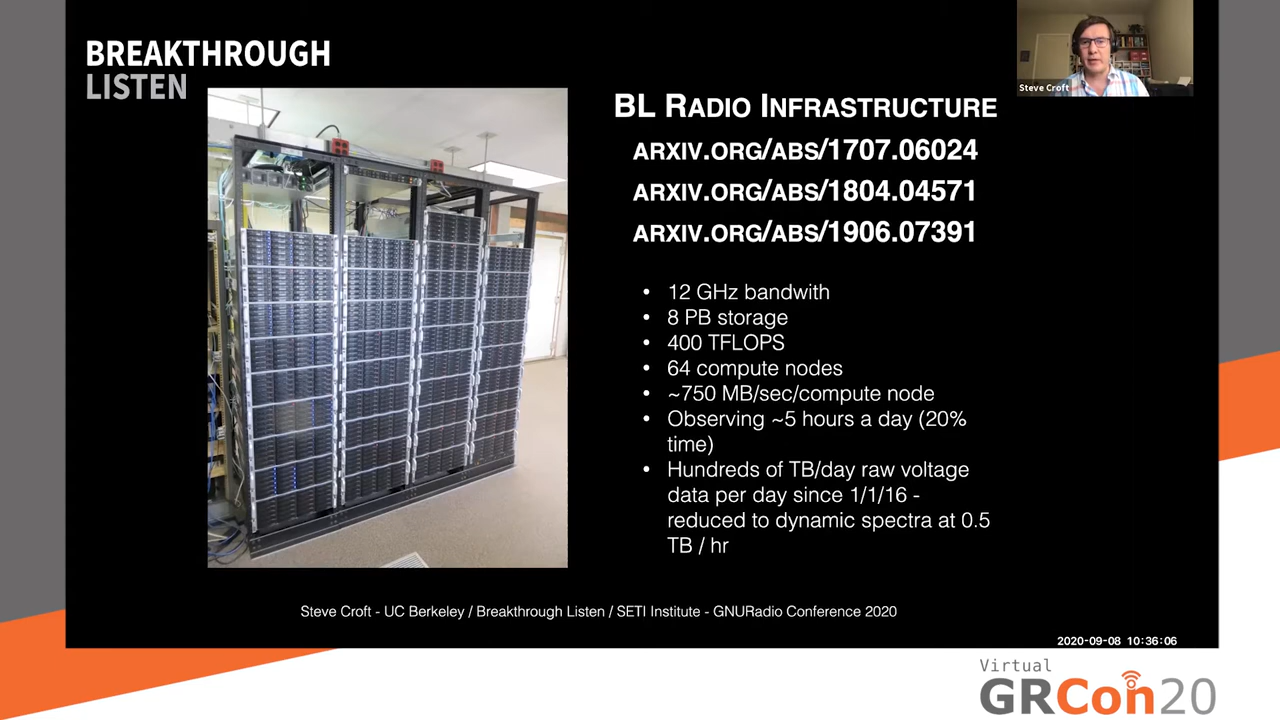 BREAKTHROUGH
LISTEN
Steve Croft
BL RADIO INFRASTRUCTURE
ARXIV.ORG/ABS/1707.06024
ARXIV.ORG/ABS/1804.04571
ARXIV.ORG/ABS/1906.07391
• 12 GHz bandwith
• 8 PB storage
• 400 TFLOPS
• 64 compute nodes
• ~750 MB/sec/compute node
• Observing ~5 hours a day (20%
time)
• Hundreds of TB/day raw voltage
data per day since 1/1/16 -
reduced to dynamic spectra at 0.5
TB / hr
Steve Croft - UC Berkeley / Breakthrough Listen / SETI Institute - GNURadio Conference 2020
2020-09-08 10:36:06
Virtual
GRCon20